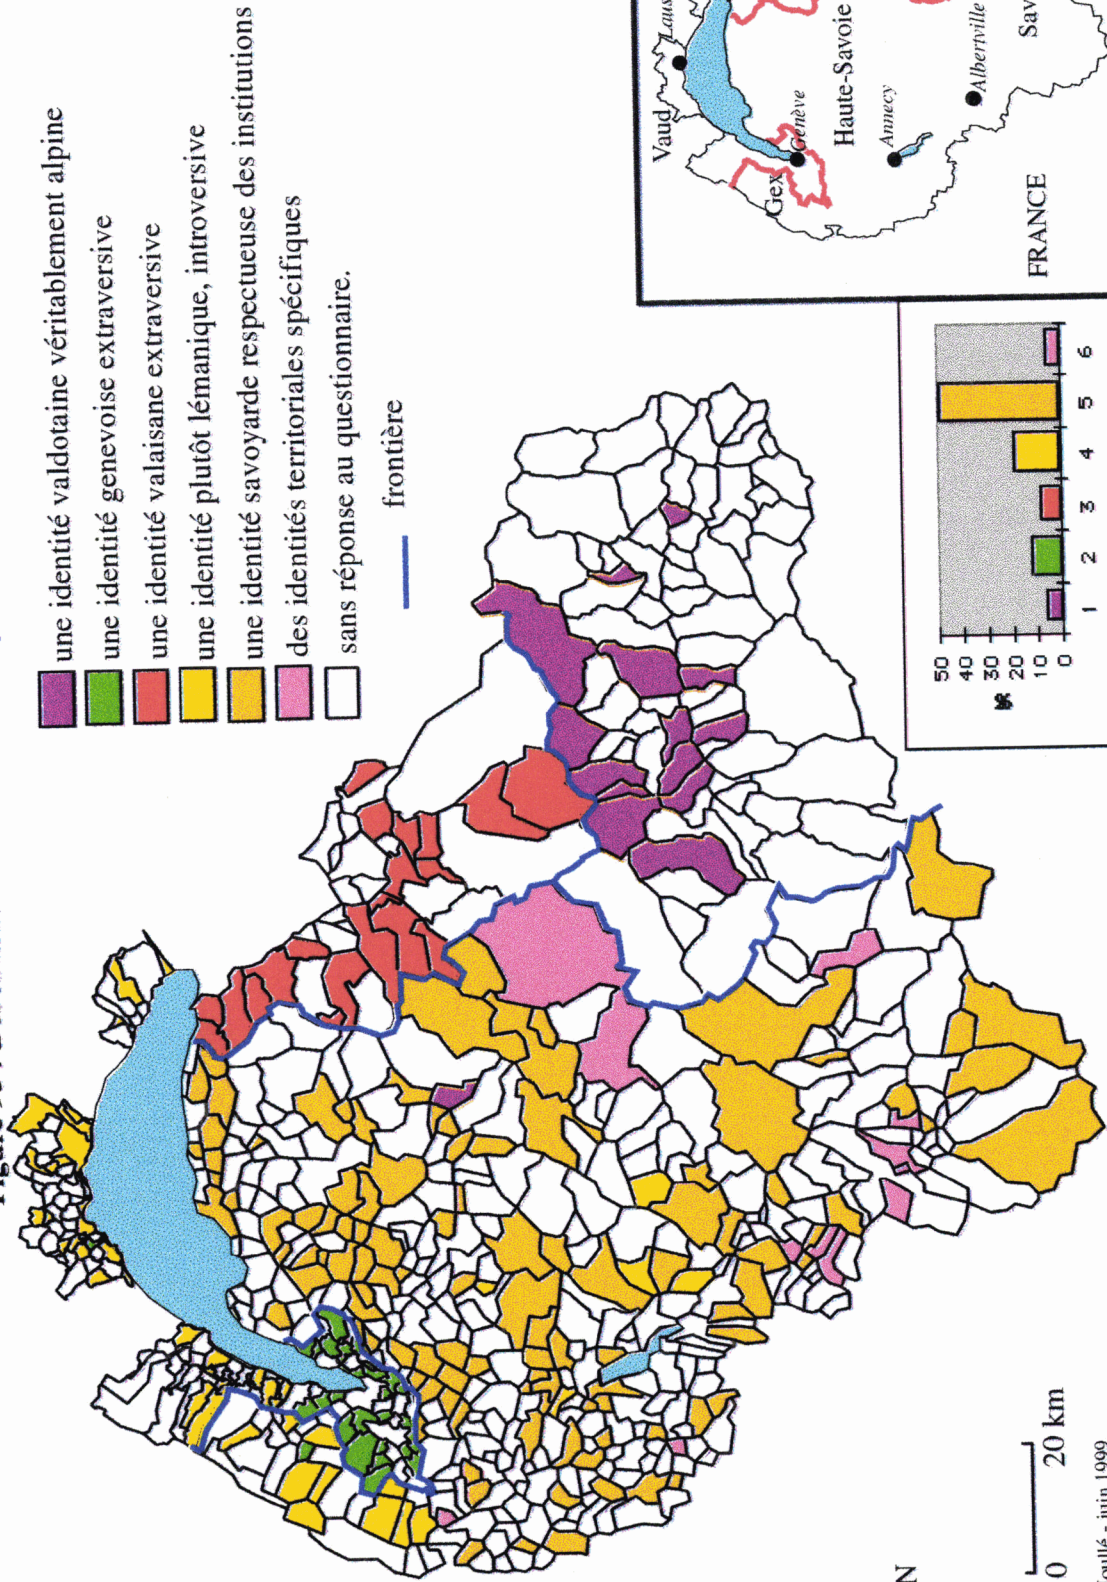 une identité valdotaine véritablement alpine
une identité genevoise extraversive
une identité valaisane extraversive
une identité plutôt lémanique, introversive
une identité savoyarde respectueuse des institutions
des identités territoriales spécifiques
sans réponse au questionnaire.
frontière
Vaud
Gex
Genève
Haute-Savoie
Annecy
Albertville
FRANCE
%
50
40
30
20
10
0
1 2 3 4 5 6
N
0 20 km
juin 1999